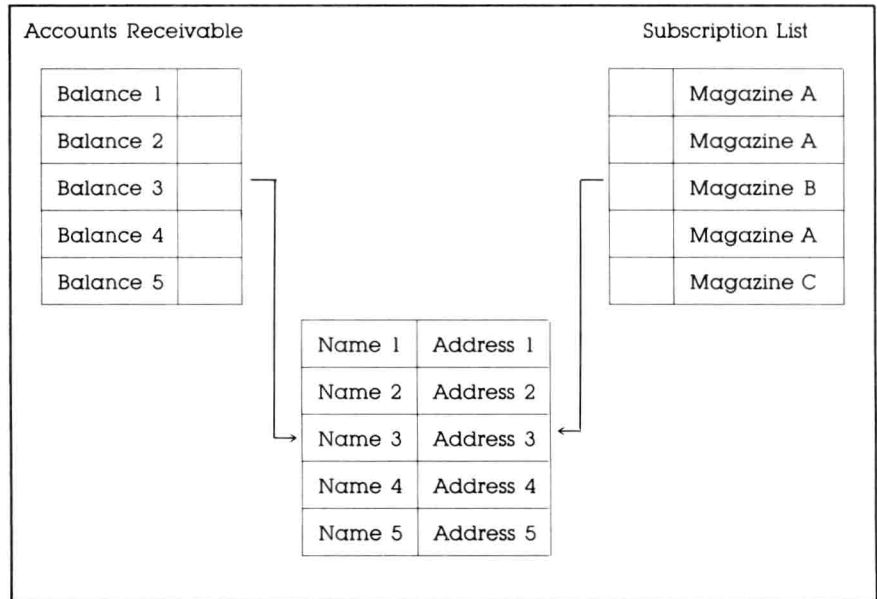 Accounts Receivable
Subscription List
Balance 1
Balance 2
Balance 3
Balance 4
Balance 5
Magazine A
Magazine A
Magazine B
Magazine A
Magazine C
Name 1 Address 1
Name 2 Address 2
Name 3 Address 3
Name 4 Address 4
Name 5 Address 5